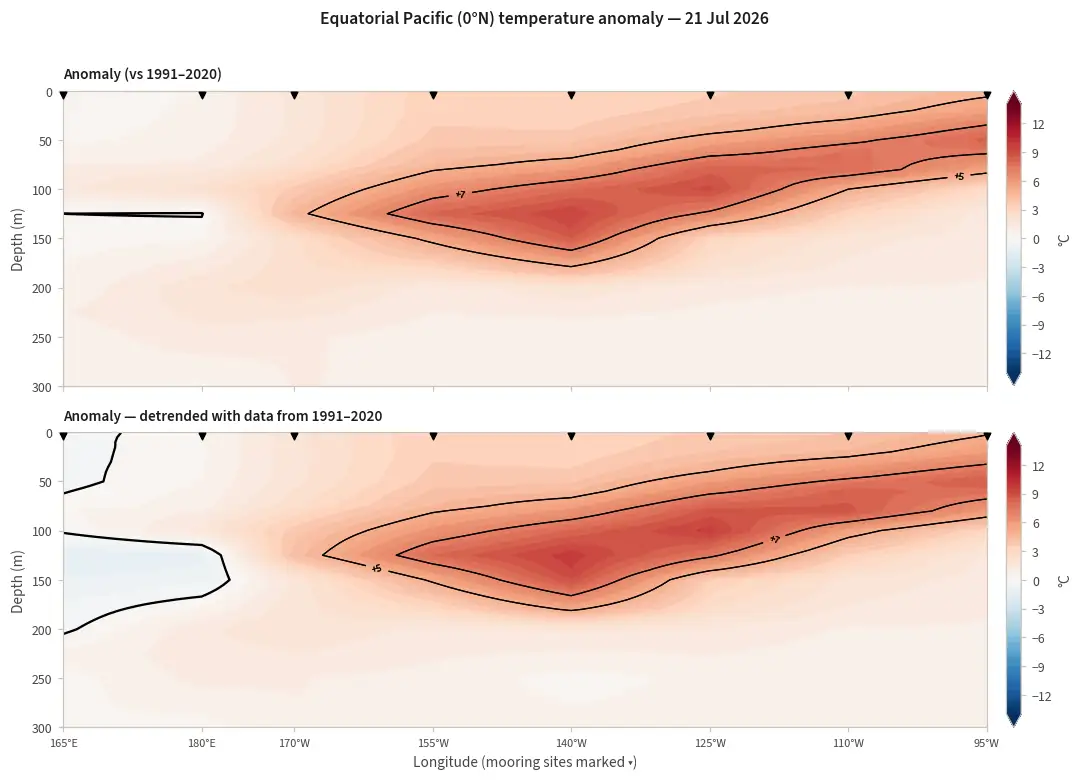 Equatorial Pacific (0°N) temperature anomaly — 21 Jul 2026
Anomaly (vs 1991–2020)
0
50
100
150
200
250
300
Depth (m)
+7
+5
12
9
6
3
0
−3
−6
−9
−12
°C
Anomaly — detrended with data from 1991–2020
0
50
100
150
200
250
300
Depth (m)
+5
+7
12
9
6
3
0
−3
−6
−9
−12
°C
165°E
180°E
170°W
155°W
140°W
125°W
110°W
95°W
Longitude (mooring sites marked ▾)